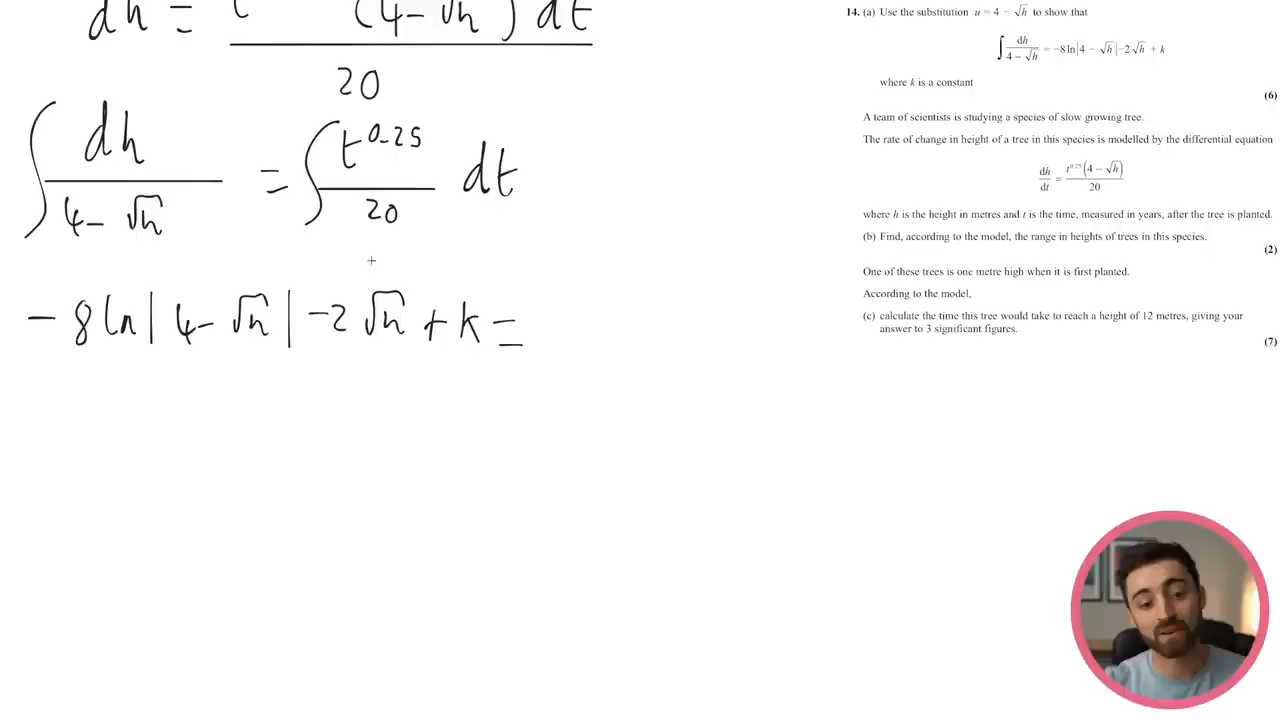 dh = t (4-√h) dt
20
∫ dh/(4-√h) = ∫ t^0.25/20 dt
-8 ln|4-√h| -2√h + k =
14. (a) Use the substitution u = 4 - √h to show that
∫ dh/(4 - √h) = -8 ln|4 - √h| -2√h + k
where k is a constant
(6)
A team of scientists is studying a species of slow growing tree.
The rate of change in height of a tree in this species is modelled by the differential equation
dh/dt = t^0.25(4 - √h)/20
where h is the height in metres and t is the time, measured in years, after the tree is planted.
(b) Find, according to the model, the range in heights of trees in this species.
(2)
One of these trees is one metre high when it is first planted.
According to the model,
(c) calculate the time this tree would take to reach a height of 12 metres, giving your
answer to 3 significant figures.
(7)